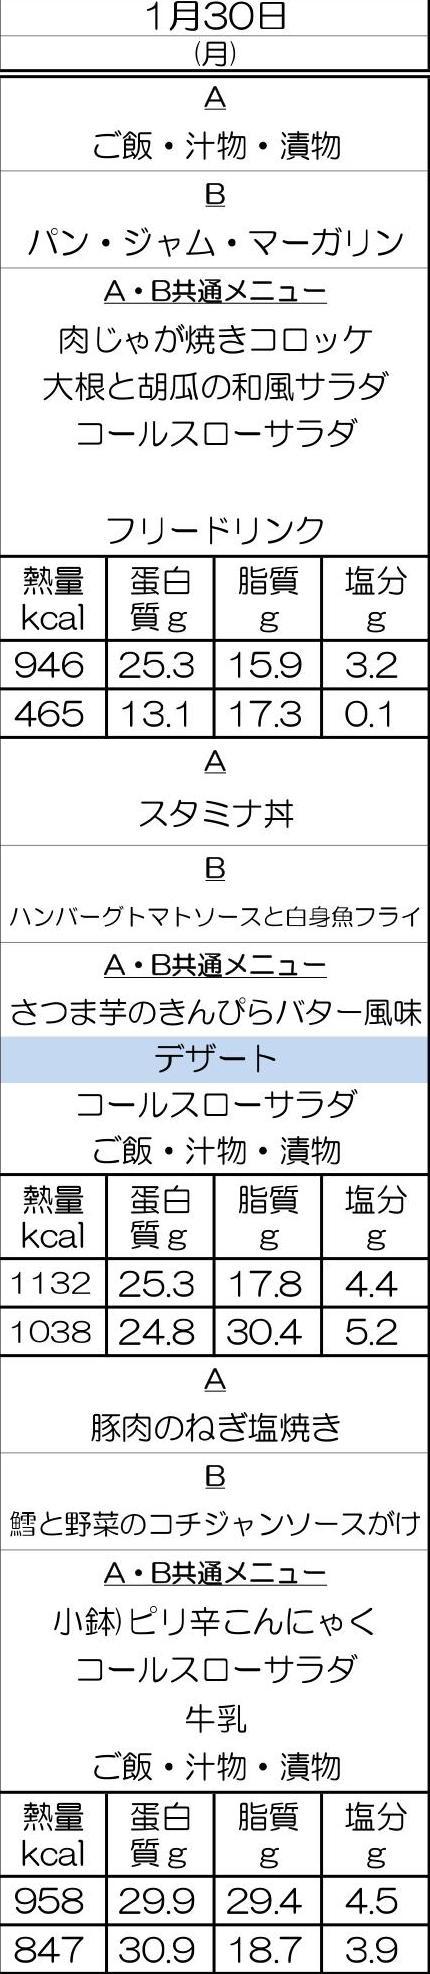 1月30日
(月)
A
ご飯・汁物・漬物
B
パン・ジャム・マーガリン
A・B共通メニュー
肉じゃが焼きコロッケ
大根と胡瓜の和風サラダ
コールスローサラダ
フリードリンク
熱量 蛋白 脂質 塩分
kcal 質g g g
946 25.3 15.9 3.2
465 13.1 17.3 0.1
A
スタミナ丼
B
ハンバーグトマトソースと白身魚フライ
A・B共通メニュー
さつま芋のきんぴらバター風味
デザート
コールスローサラダ
ご飯・汁物・漬物
熱量 蛋白 脂質 塩分
kcal 質g g g
1132 25.3 17.8 4.4
1038 24.8 30.4 5.2
A
豚肉のねぎ塩焼き
B
鱈と野菜のコチジャンソースがけ
A・B共通メニュー
小鉢)ピリ辛こんにゃく
コールスローサラダ
牛乳
ご飯・汁物・漬物
熱量 蛋白 脂質 塩分
kcal 質g g g
958 29.9 29.4 4.5
847 30.9 18.7 3.9